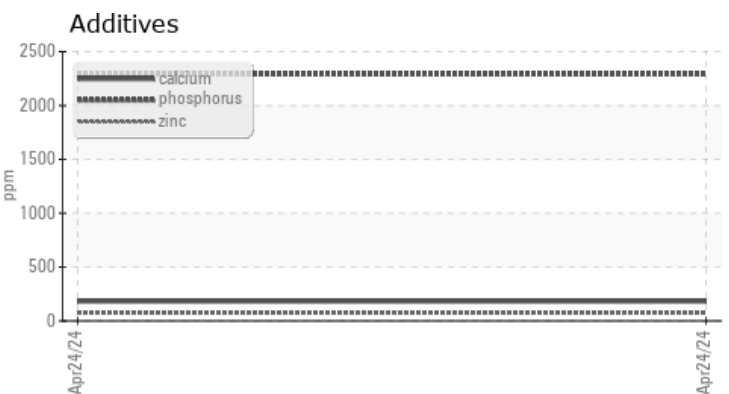 Additives
2500
2000
1500
1000
500
0
ppm
calcium
phosphorus
zinc
Apr24/24
Apr24/24